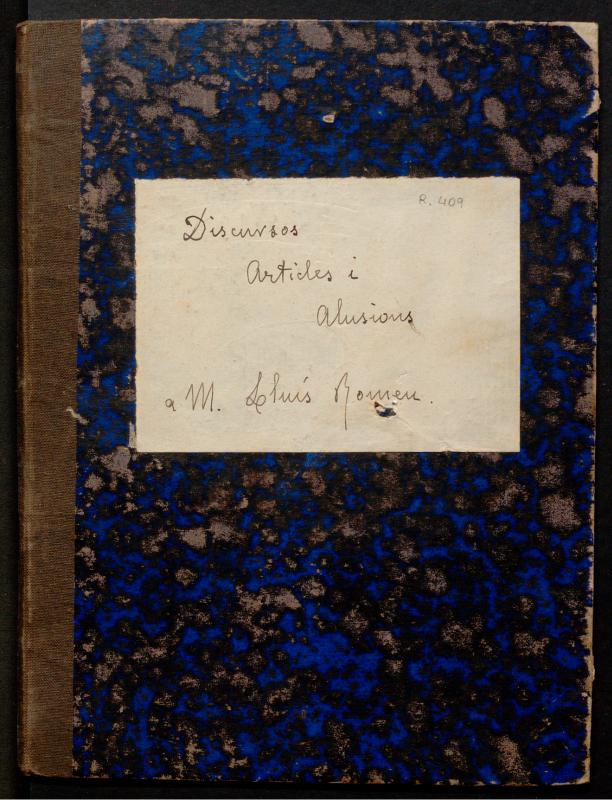 R. 409
Discursos
Articles i
Alusions
a M. Lluís Romeu.